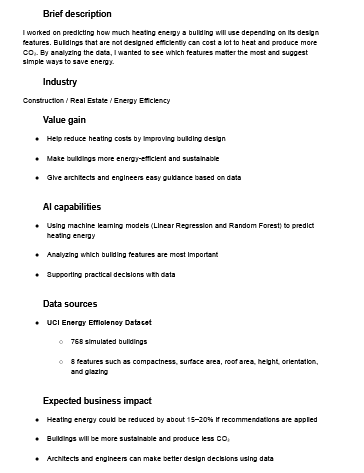 Brief description
I worked on predicting how much heating energy a building will use depending on its design
features. Buildings that are not designed efficiently can cost a lot to heat and produce more
CO₂. By analyzing the data, I wanted to see which features matter the most and suggest
simple ways to save energy.
Industry
Construction / Real Estate / Energy Efficiency
Value gain
● Help reduce heating costs by improving building design
● Make buildings more energy-efficient and sustainable
● Give architects and engineers easy guidance based on data
AI capabilities
● Using machine learning models (Linear Regression and Random Forest) to predict
heating energy
● Analyzing which building features are most important
● Supporting practical decisions with data
Data sources
● UCI Energy Efficiency Dataset
○ 768 simulated buildings
○ 8 features such as compactness, surface area, roof area, height, orientation,
and glazing
Expected business impact
● Heating energy could be reduced by about 15–20% if recommendations are applied
● Buildings will be more sustainable and produce less CO₂
● Architects and engineers can make better design decisions using data